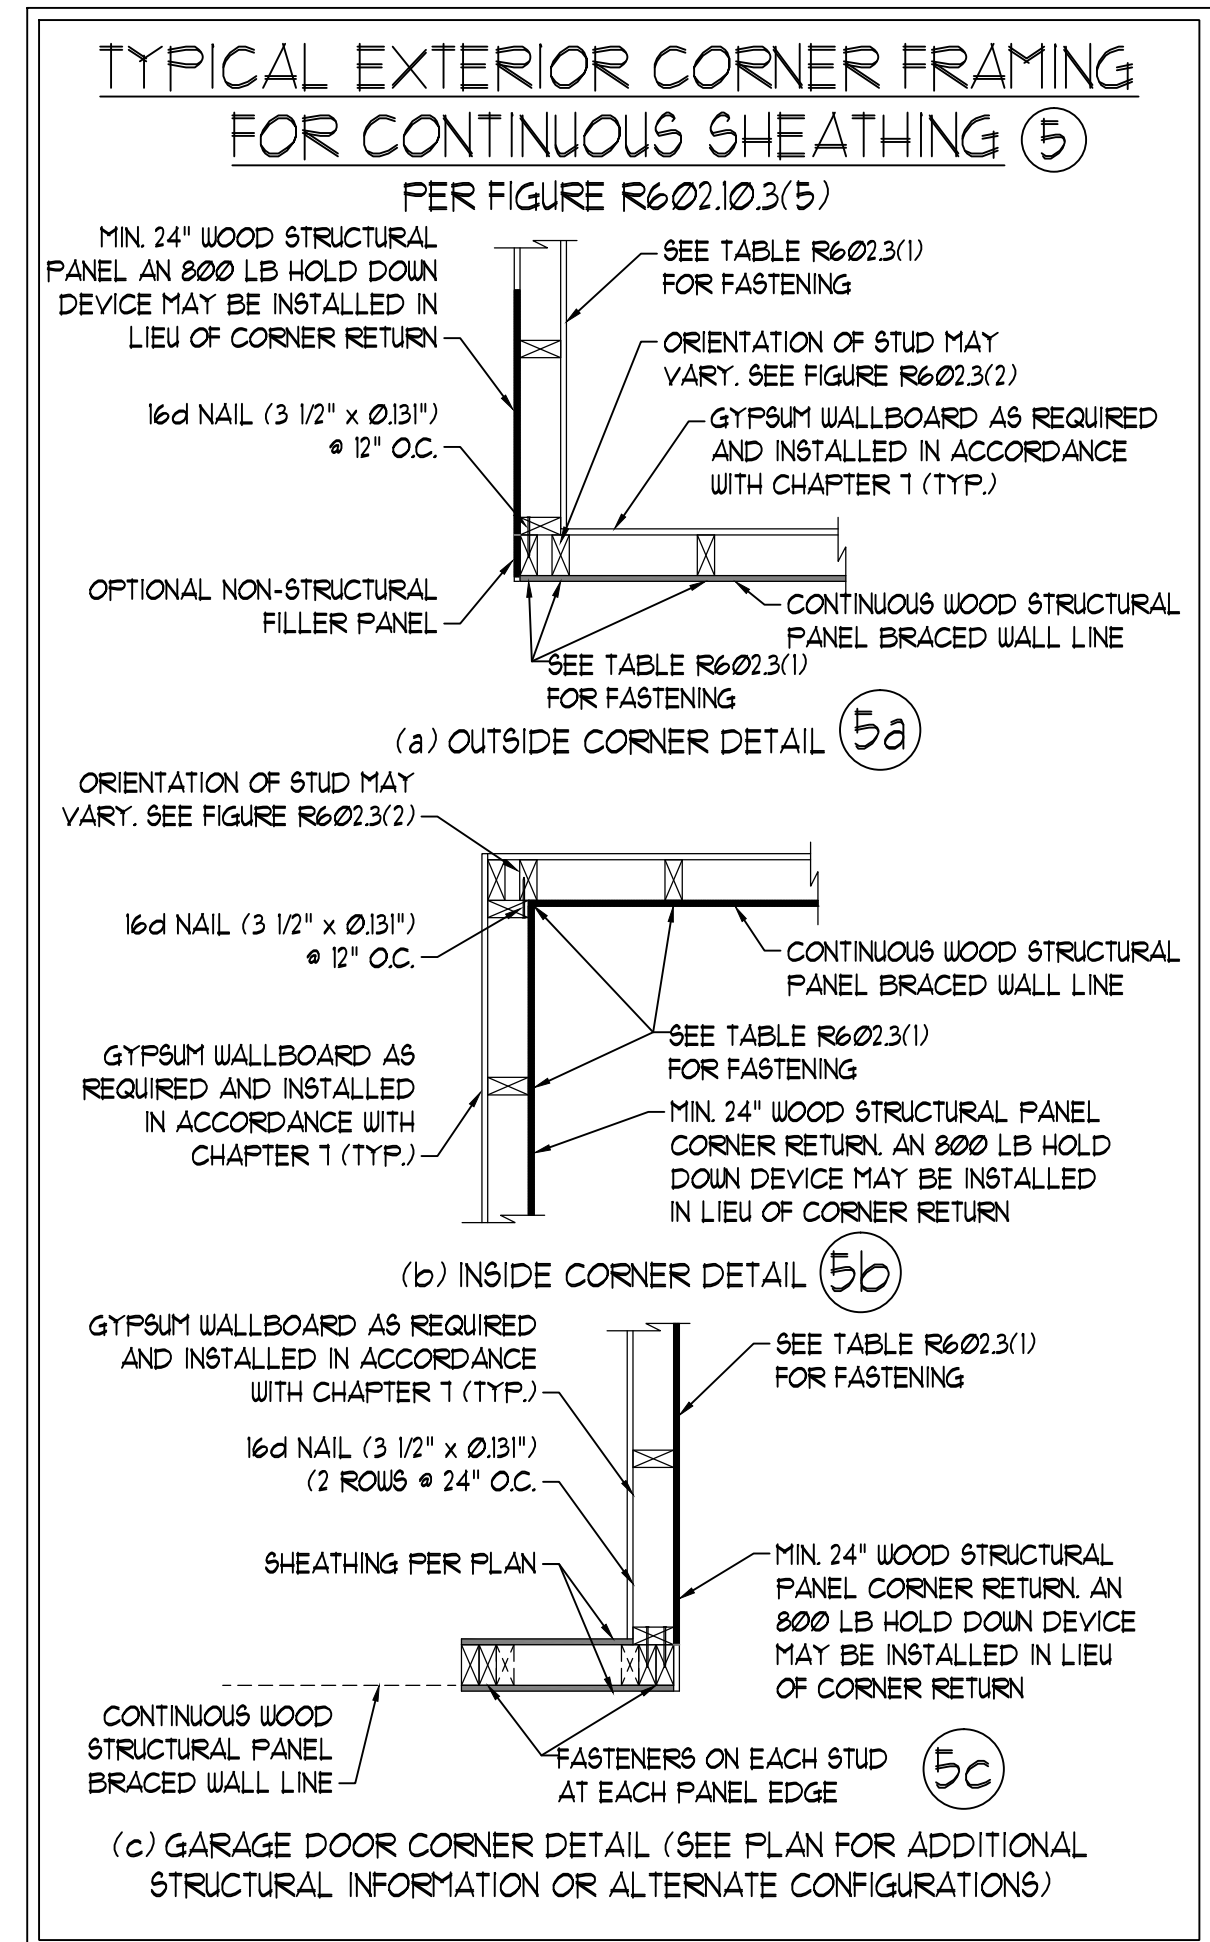 TYPICAL EXTERIOR CORNER FRAMING
FOR CONTINUOUS SHEATHING 5
PER FIGURE R602.10.3(5)
MIN. 24" WOOD STRUCTURAL
PANEL AN 800 LB HOLD DOWN
DEVICE MAY BE INSTALLED IN
LIEU OF CORNER RETURN
SEE TABLE R602.3(1)
FOR FASTENING
ORIENTATION OF STUD MAY
VARY. SEE FIGURE R602.3(2)
16d NAIL (3 1/2" x 0.131")
@ 12" O.C.
GYPSUM WALLBOARD AS REQUIRED
AND INSTALLED IN ACCORDANCE
WITH CHAPTER 7 (TYP.)
OPTIONAL NON-STRUCTURAL
FILLER PANEL
CONTINUOUS WOOD STRUCTURAL
PANEL BRACED WALL LINE
SEE TABLE R602.3(1)
FOR FASTENING
(a) OUTSIDE CORNER DETAIL 5a
ORIENTATION OF STUD MAY
VARY. SEE FIGURE R602.3(2)
16d NAIL (3 1/2" x 0.131")
@ 12" O.C.
CONTINUOUS WOOD STRUCTURAL
PANEL BRACED WALL LINE
SEE TABLE R602.3(1)
FOR FASTENING
GYPSUM WALLBOARD AS
REQUIRED AND INSTALLED
IN ACCORDANCE WITH
CHAPTER 7 (TYP.)
MIN. 24" WOOD STRUCTURAL PANEL
CORNER RETURN. AN 800 LB HOLD
DOWN DEVICE MAY BE INSTALLED
IN LIEU OF CORNER RETURN
(b) INSIDE CORNER DETAIL 5b
GYPSUM WALLBOARD AS REQUIRED
AND INSTALLED IN ACCORDANCE
WITH CHAPTER 7 (TYP.)
SEE TABLE R602.3(1)
FOR FASTENING
16d NAIL (3 1/2" x 0.131")
(2 ROWS @ 24" O.C.
SHEATHING PER PLAN
MIN. 24" WOOD STRUCTURAL
PANEL CORNER RETURN. AN
800 LB HOLD DOWN DEVICE
MAY BE INSTALLED IN LIEU
OF CORNER RETURN
CONTINUOUS WOOD
STRUCTURAL PANEL
BRACED WALL LINE
FASTENERS ON EACH STUD
AT EACH PANEL EDGE
5c
(c) GARAGE DOOR CORNER DETAIL (SEE PLAN FOR ADDITIONAL
STRUCTURAL INFORMATION OR ALTERNATE CONFIGURATIONS)